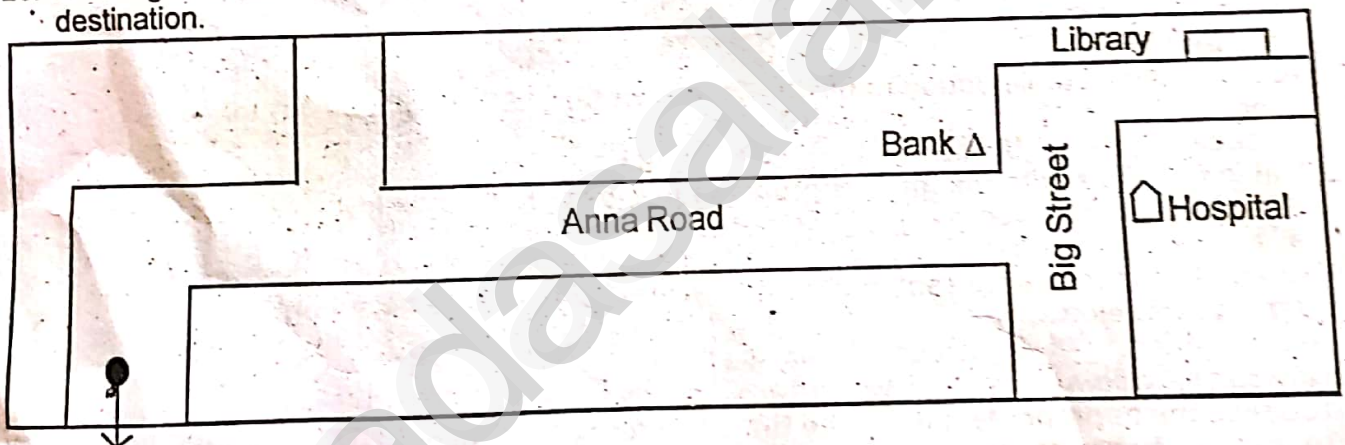 destination.
Library
Bank Δ
Big Street
Hospital
Anna Road